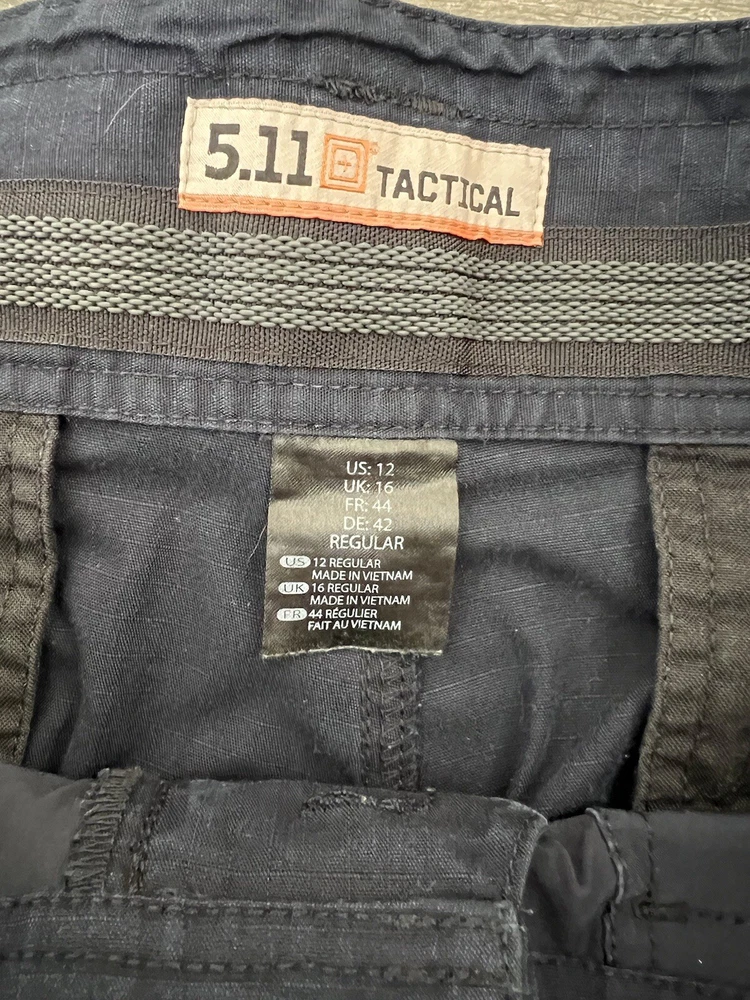 5.11 TACTICAL
US: 12
UK: 16
FR: 44
DE: 42
REGULAR
US 12 REGULAR
MADE IN VIETNAM
UK 16 REGULAR
MADE IN VIETNAM
FR 44 RÉGULIER
FAIT AU VIETNAM